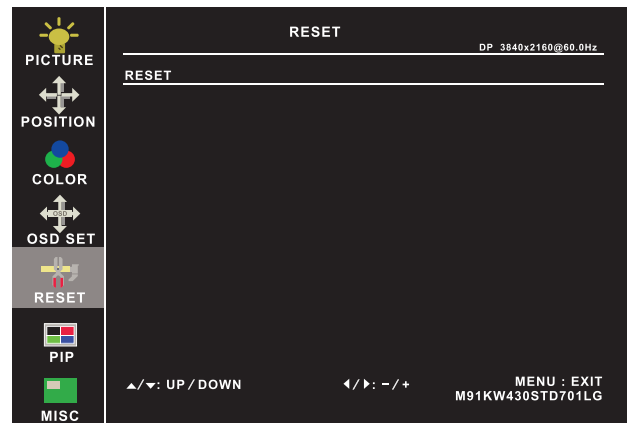 PICTURE
POSITION
COLOR
OSD
OSD SET
RESET
PIP
MISC
RESET
DP 3840x2160@60.0Hz
RESET
▲/▼: UP / DOWN
◀/▶: – / +
MENU : EXIT
M91KW430STD701LG